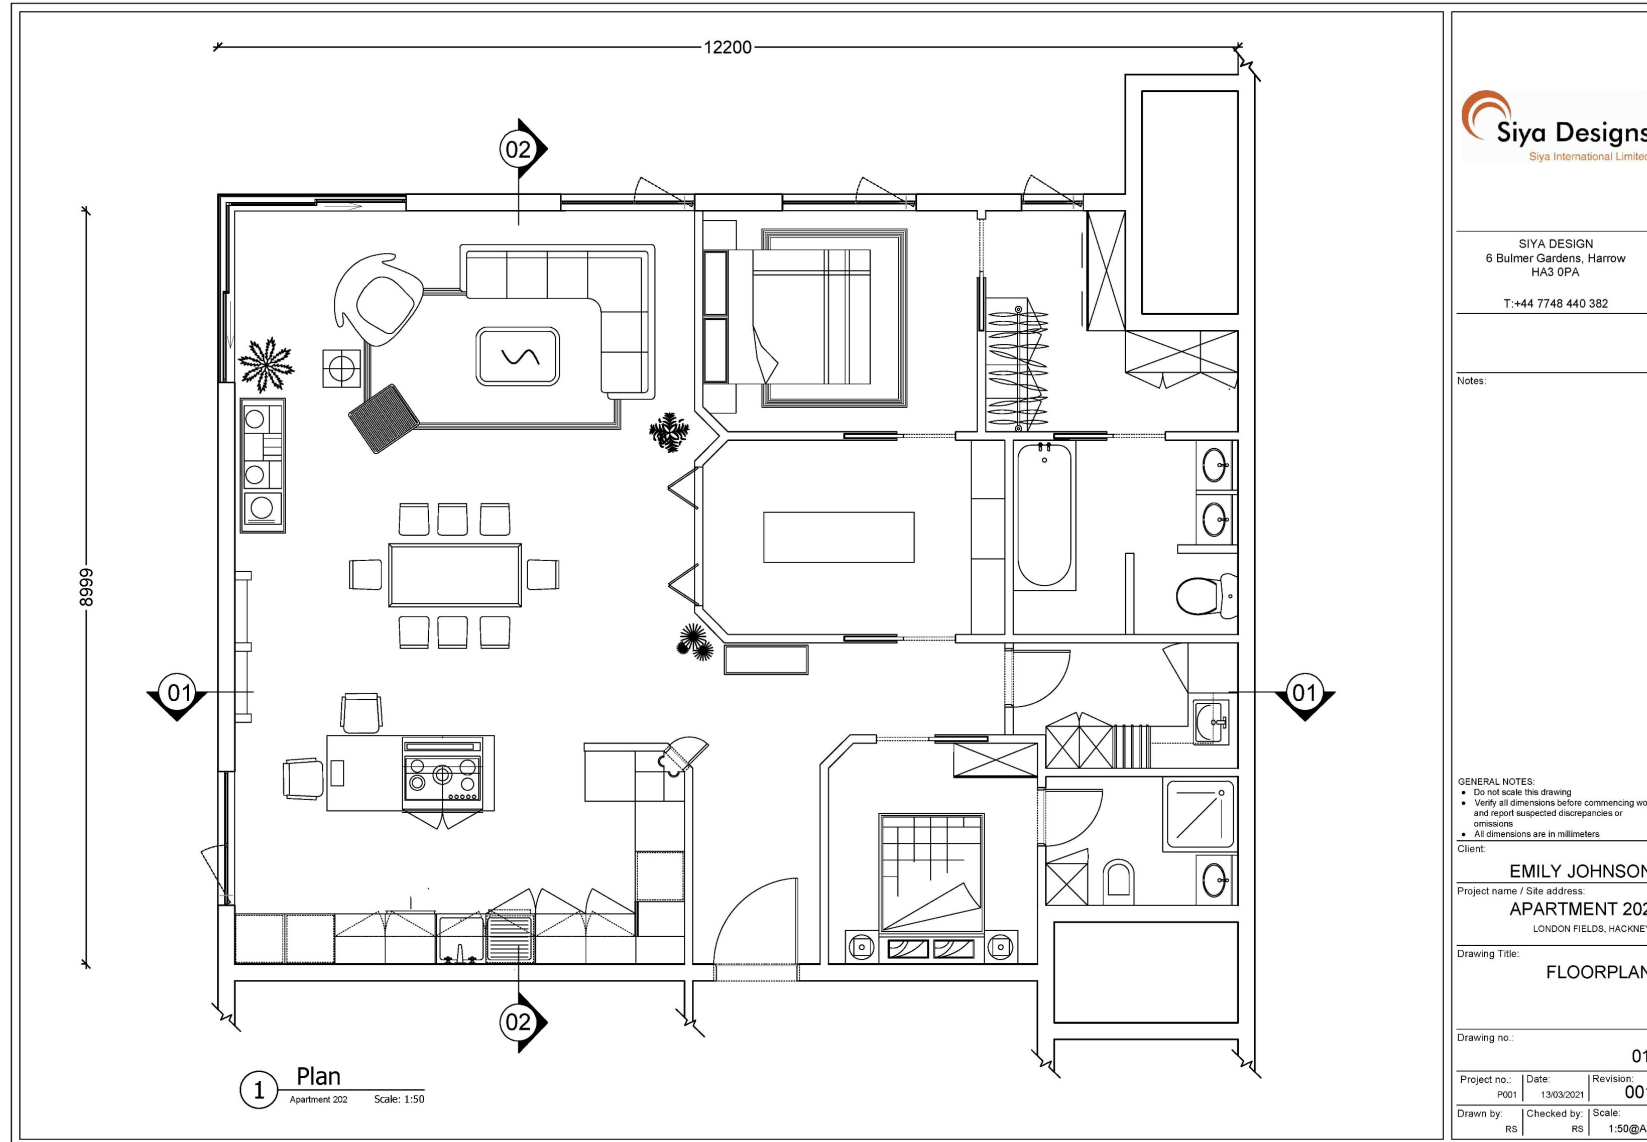 12200
02
8999
01
01
02
1
Plan
Apartment 202 Scale: 1:50
Siya Designs
Siya International Limited
SIYA DESIGN
6 Bulmer Gardens, Harrow
HA3 0PA
T:+44 7748 440 382
Notes:
GENERAL NOTES:
• Do not scale this drawing
• Verify all dimensions before commencing wo
and report suspected discrepancies or
omissions
• All dimensions are in millimeters
Client:
EMILY JOHNSON
Project name / Site address:
APARTMENT 202
LONDON FIELDS, HACKNEY
Drawing Title:
FLOORPLAN
Drawing no.:
01
Project no.: Date: Revision:
P001 13/03/2021 001
Drawn by: Checked by: Scale:
RS RS 1:50@A